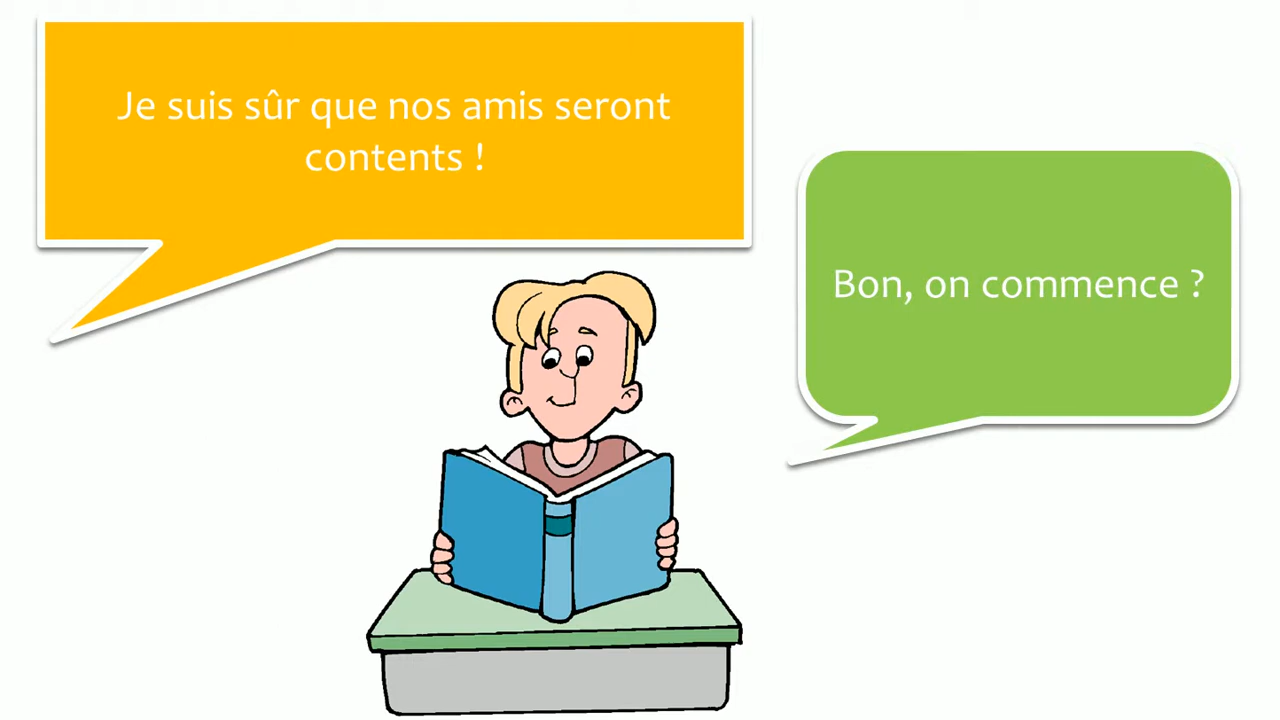 Je suis sûr que nos amis seront
contents !
Bon, on commence ?